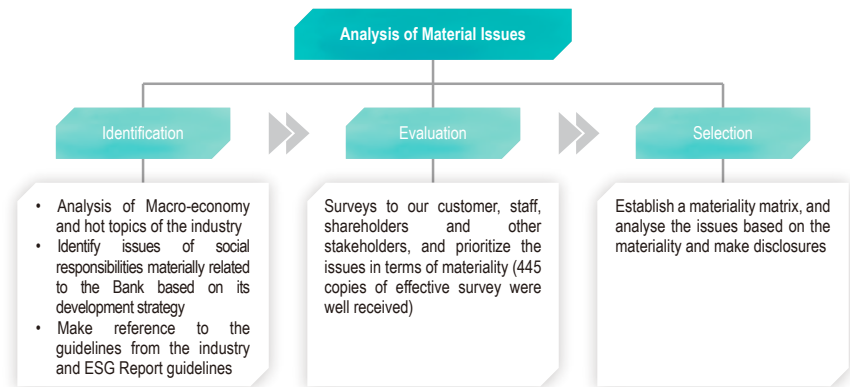 Analysis of Material Issues
Identification
Evaluation
Selection
• Analysis of Macro-economy
and hot topics of the industry
• Identify issues of social
responsibilities materially related
to the Bank based on its
development strategy
• Make reference to the
guidelines from the industry
and ESG Report guidelines
Surveys to our customer, staff,
shareholders and other
stakeholders, and prioritize the
issues in terms of materiality (445
copies of effective survey were
well received)
Establish a materiality matrix, and
analyse the issues based on the
materiality and make disclosures